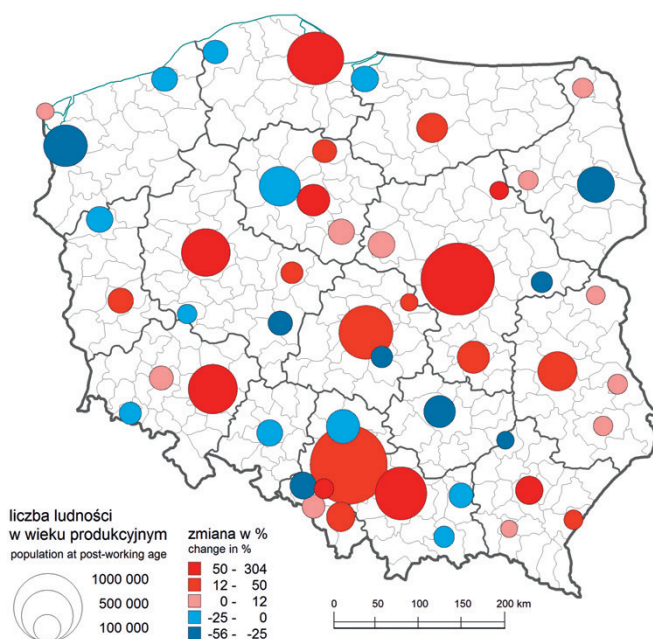 liczba ludności
w wieku produkcyjnym
population at post-working age
1000 000
500 000
100 000
zmiana w %
change in %
50 - 304
12 - 50
0 - 12
-25 - 0
-56 - -25
0 50 100 150 200 km